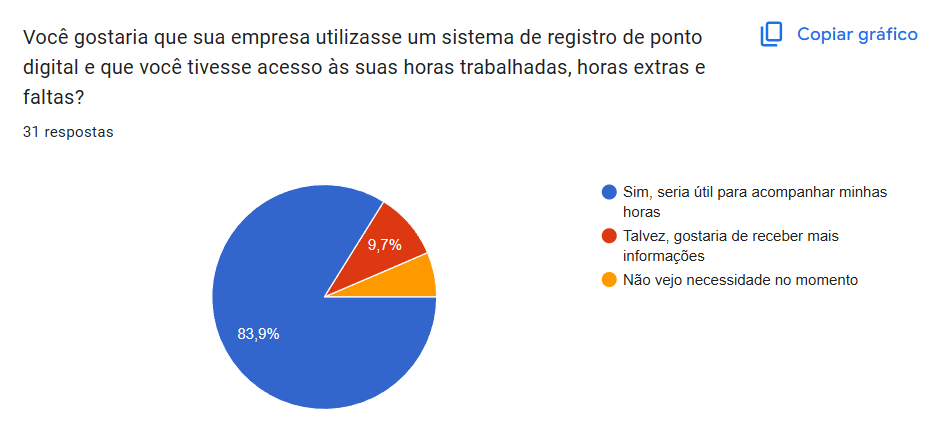 Você gostaria que sua empresa utilizasse um sistema de registro de ponto
digital e que você tivesse acesso às suas horas trabalhadas, horas extras e
faltas?
Copiar gráfico
31 respostas
83,9%
9,7%
Sim, seria útil para acompanhar minhas
horas
Talvez, gostaria de receber mais
informações
Não vejo necessidade no momento